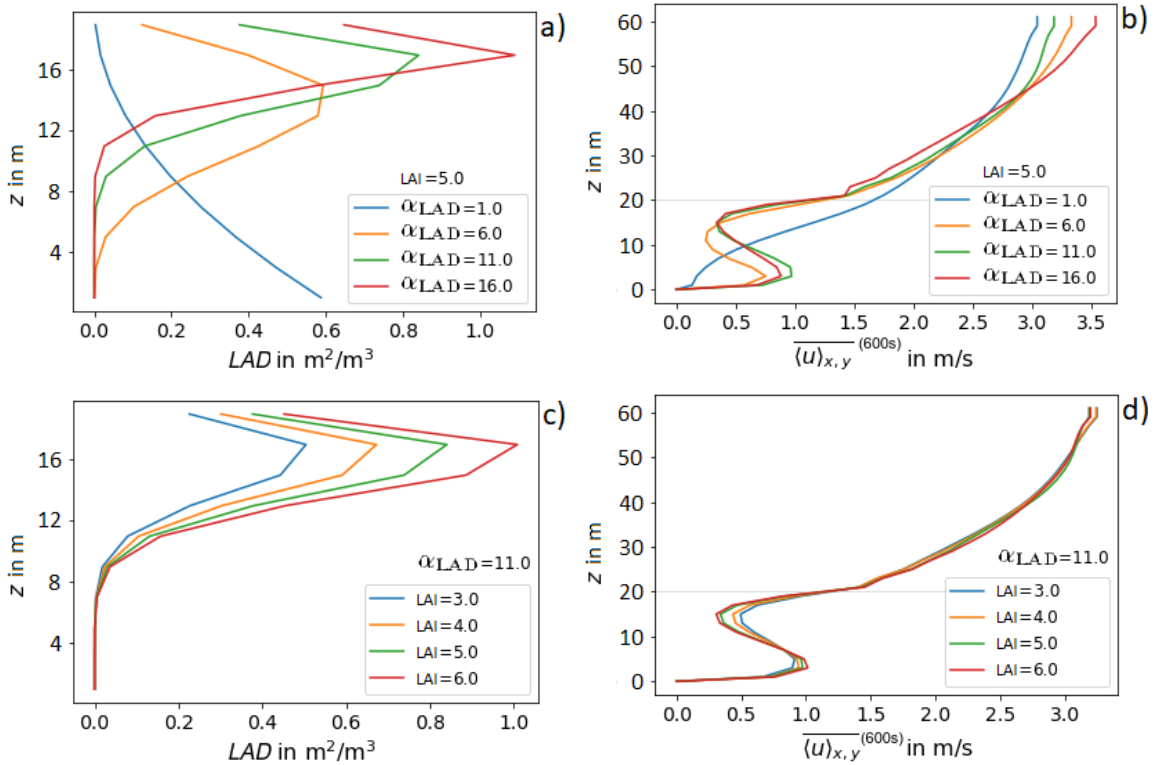 a)
16
12
8
4
z in m
LAI=5.0
αLAD=1.0
αLAD=6.0
αLAD=11.0
αLAD=16.0
0.0 0.2 0.4 0.6 0.8 1.0
LAD in m²/m³
b)
60
50
40
30
20
10
0
z in m
LAI=5.0
αLAD=1.0
αLAD=6.0
αLAD=11.0
αLAD=16.0
0.0 0.5 1.0 1.5 2.0 2.5 3.0 3.5
⟨u⟩x, y (600s) in m/s
c)
16
12
8
4
z in m
αLAD=11.0
LAI=3.0
LAI=4.0
LAI=5.0
LAI=6.0
0.0 0.2 0.4 0.6 0.8 1.0
LAD in m²/m³
d)
60
50
40
30
20
10
0
z in m
αLAD=11.0
LAI=3.0
LAI=4.0
LAI=5.0
LAI=6.0
0.0 0.5 1.0 1.5 2.0 2.5 3.0
⟨u⟩x, y (600s) in m/s